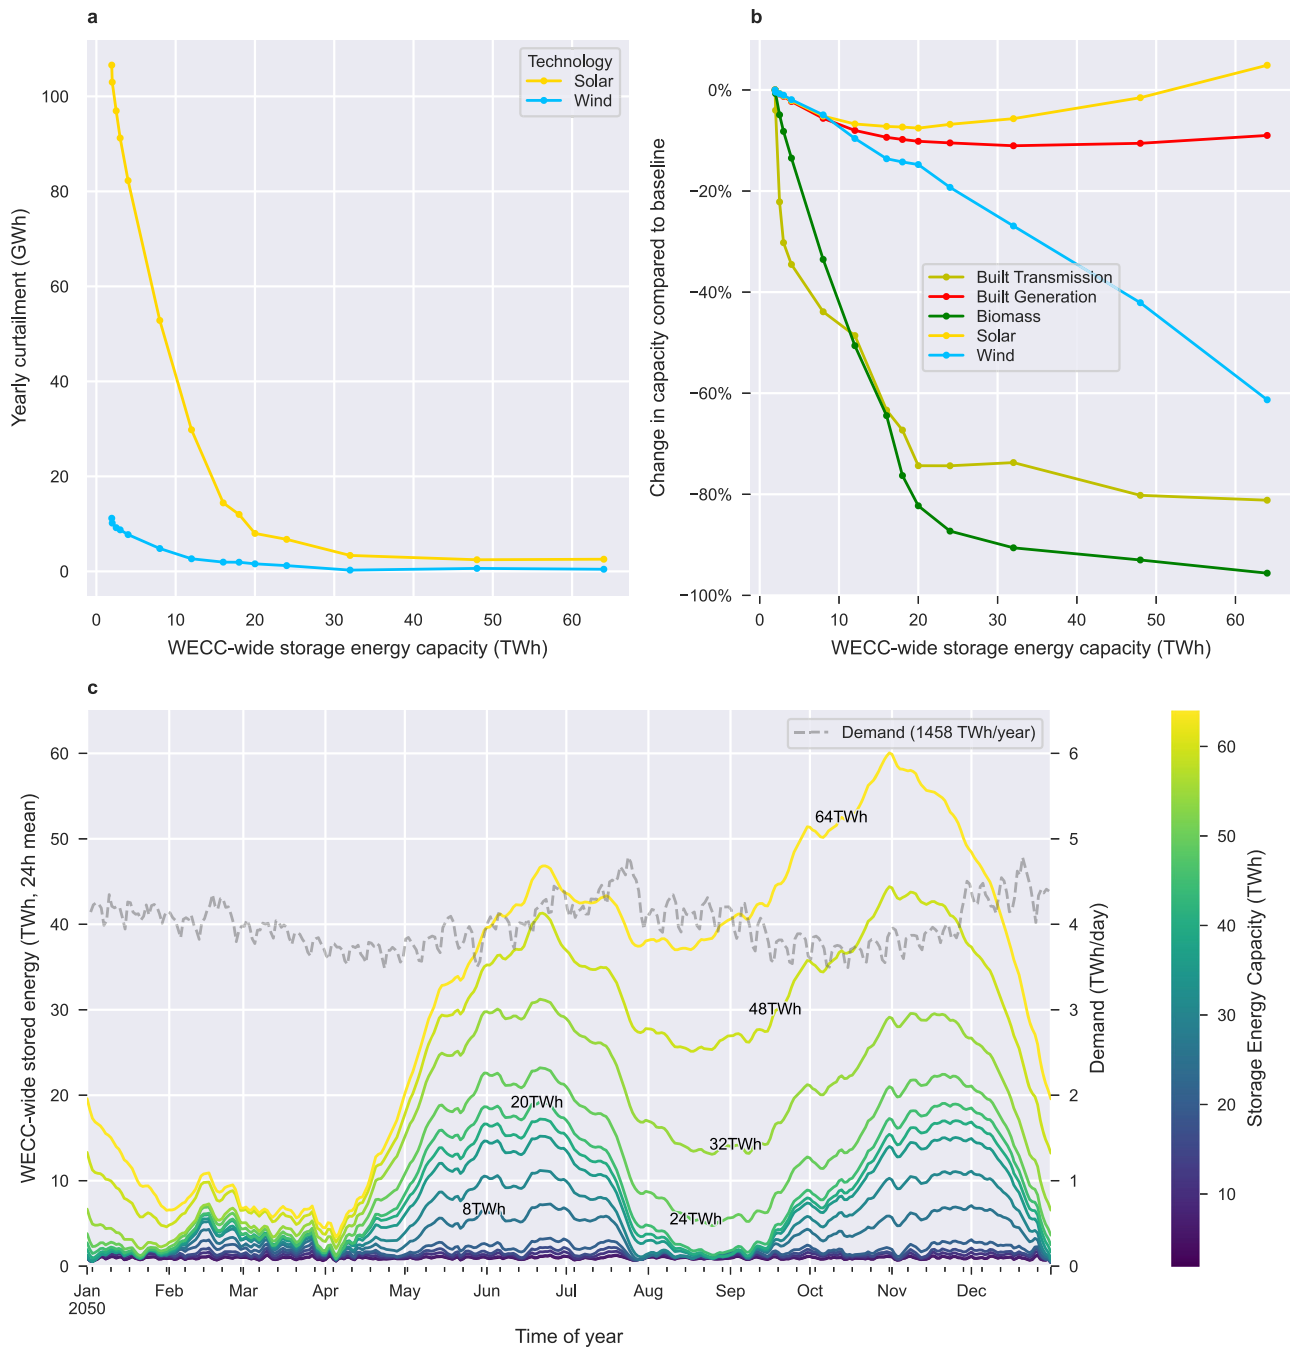 a
Yearly curtailment (GWh)
100
80
60
40
20
0
Technology
Solar
Wind
0 10 20 30 40 50 60
WECC-wide storage energy capacity (TWh)
b
Change in capacity compared to baseline
0%
−20%
−40%
−60%
−80%
−100%
Built Transmission
Built Generation
Biomass
Solar
Wind
0 10 20 30 40 50 60
WECC-wide storage energy capacity (TWh)
c
WECC-wide stored energy (TWh, 24h mean)
60
50
40
30
20
10
0
Demand (1458 TWh/year)
64TWh
48TWh
20TWh
32TWh
8TWh
24TWh
6
5
4
3
2
1
0
Demand (TWh/day)
Jan Feb Mar Apr May Jun Jul Aug Sep Oct Nov Dec
2050
Time of year
60
50
40
30
20
10
Storage Energy Capacity (TWh)